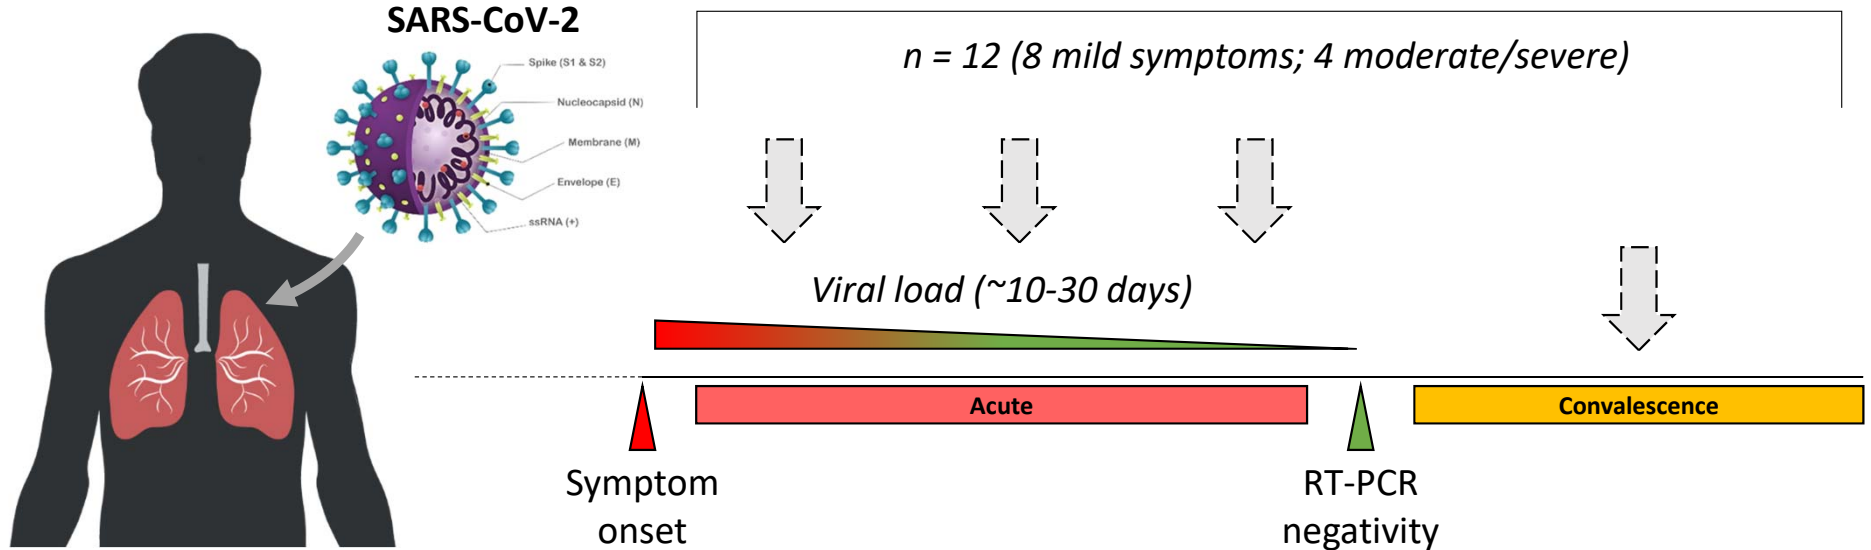 SARS-CoV-2
Spike (S1 & S2)
Nucleocapsid (N)
Membrane (M)
Envelope (E)
ssRNA (+)
n = 12 (8 mild symptoms; 4 moderate/severe)
Viral load (~10-30 days)
Acute
Convalescence
Symptom
onset
RT-PCR
negativity